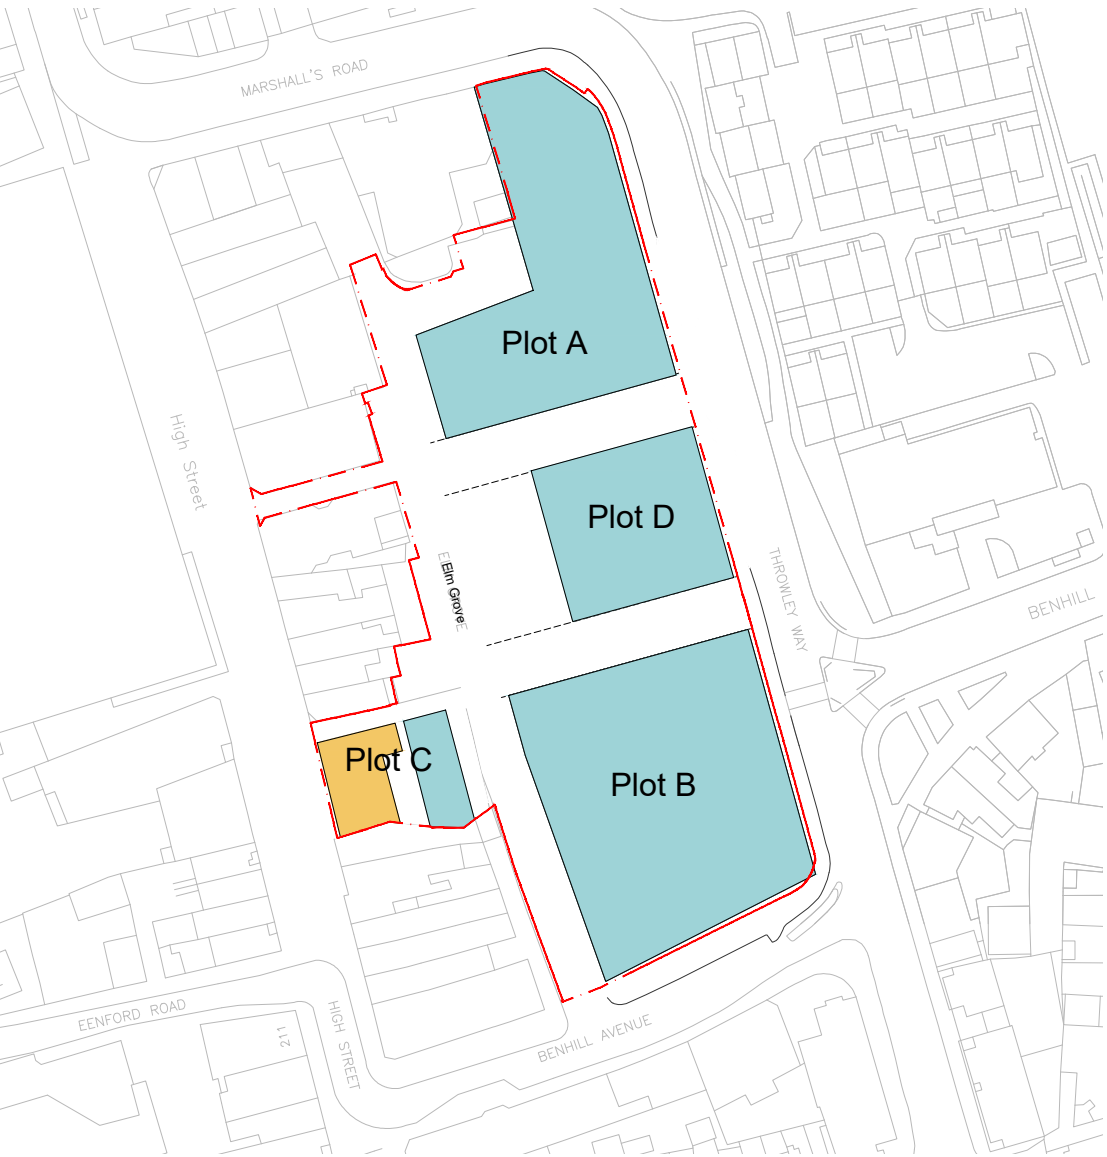 MARSHALL'S ROAD
Plot A
High Street
Plot D
THROWLEY WAY
Elm Grove
BENHILL
Plot C
Plot B
EENFORD ROAD
211
HIGH STREET
BENHILL AVENUE